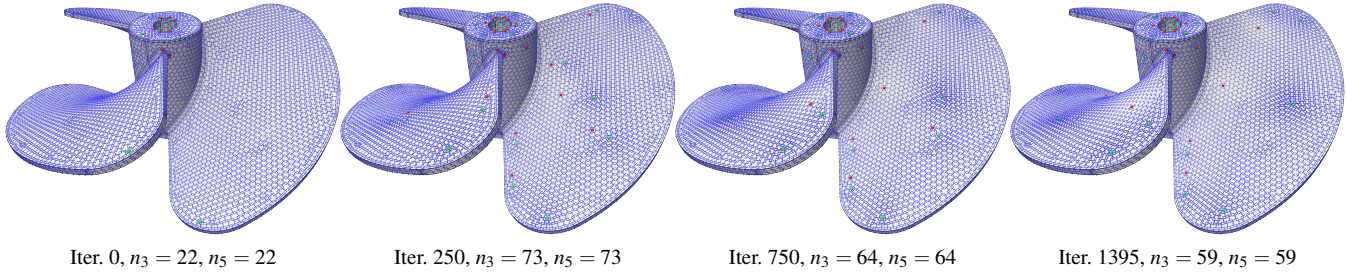 Iter. 0, n₃ = 22, n₅ = 22
Iter. 250, n₃ = 73, n₅ = 73
Iter. 750, n₃ = 64, n₅ = 64
Iter. 1395, n₃ = 59, n₅ = 59